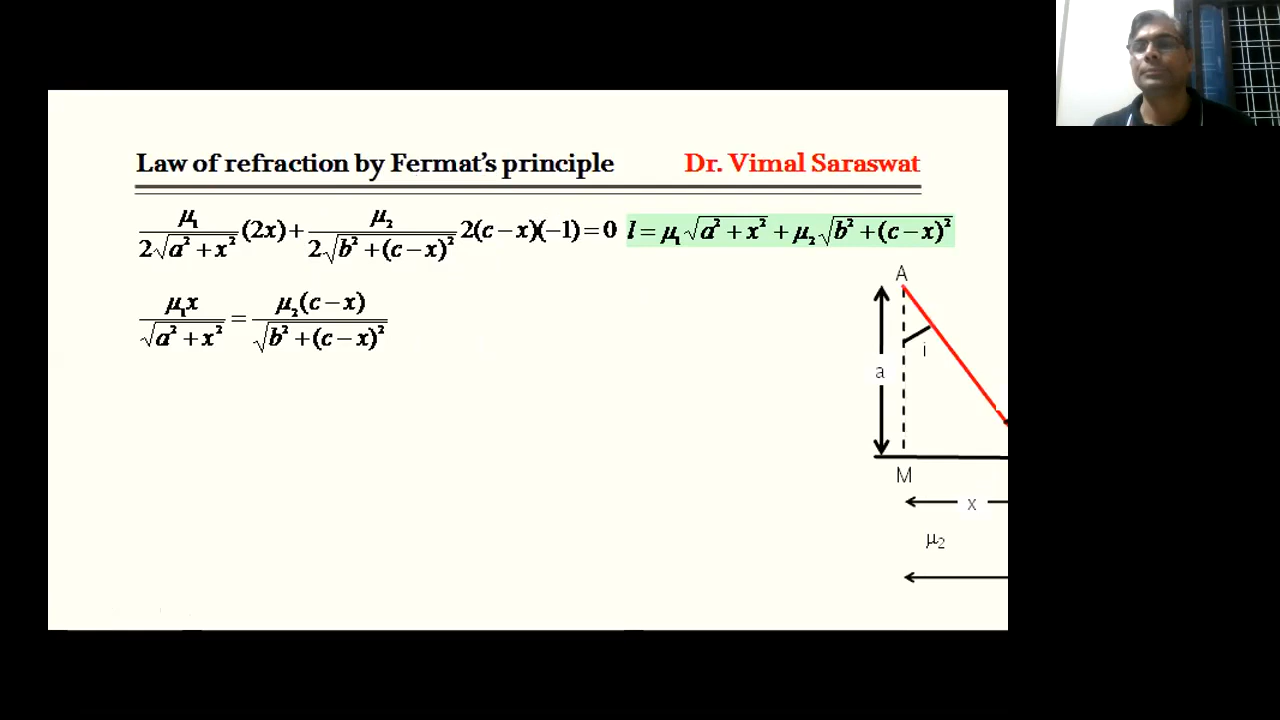 Law of refraction by Fermat's principle Dr. Vimal Saraswat
μ₁/(2√(a²+x²)) (2x) + μ₂/(2√(b²+(c−x)²)) 2(c−x)(−1) = 0 l = μ₁√(a²+x²) + μ₂√(b²+(c−x)²)
μ₁x/√(a²+x²) = μ₂(c−x)/√(b²+(c−x)²)
A
i
a
M
x
μ₂